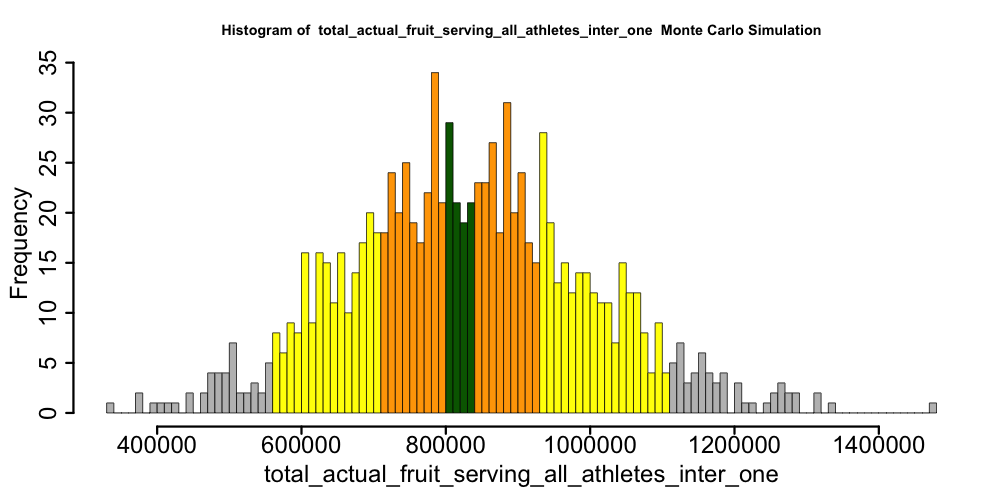 Histogram of  total_actual_fruit_serving_all_athletes_inter_one  Monte Carlo Simulation
Frequency
35
30
25
20
15
10
5
0
400000 600000 800000 1000000 1200000 1400000
total_actual_fruit_serving_all_athletes_inter_one